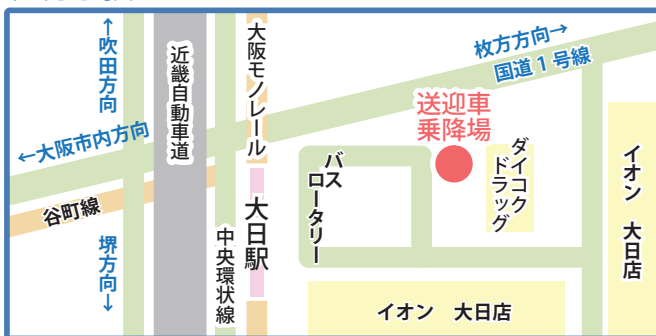 ←吹田方向
近畿自動車道
大阪モノレール
枚方方向→
国道1号線
送迎車
乗降場
←大阪市内方向
谷町線
堺方向→
中央環状線
大日駅
バス
ロータリー
ダイコク
ドラッグ
イオン 大日店
イオン 大日店